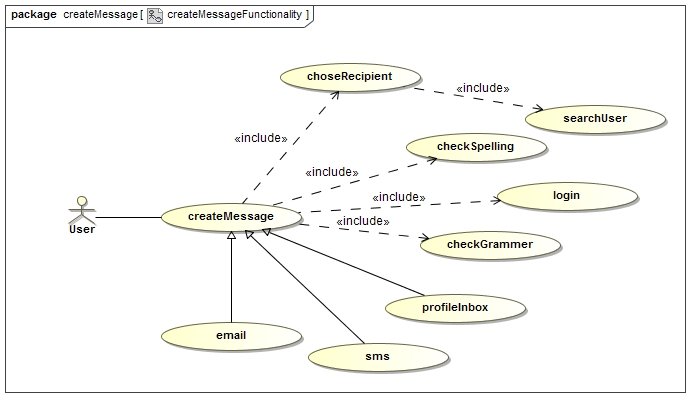 package createMessage [ createMessageFunctionality ]
choseRecipient
«include»
searchUser
«include»
checkSpelling
«include»
«include»
login
createMessage
«include»
User
checkGrammer
profileInbox
email
sms